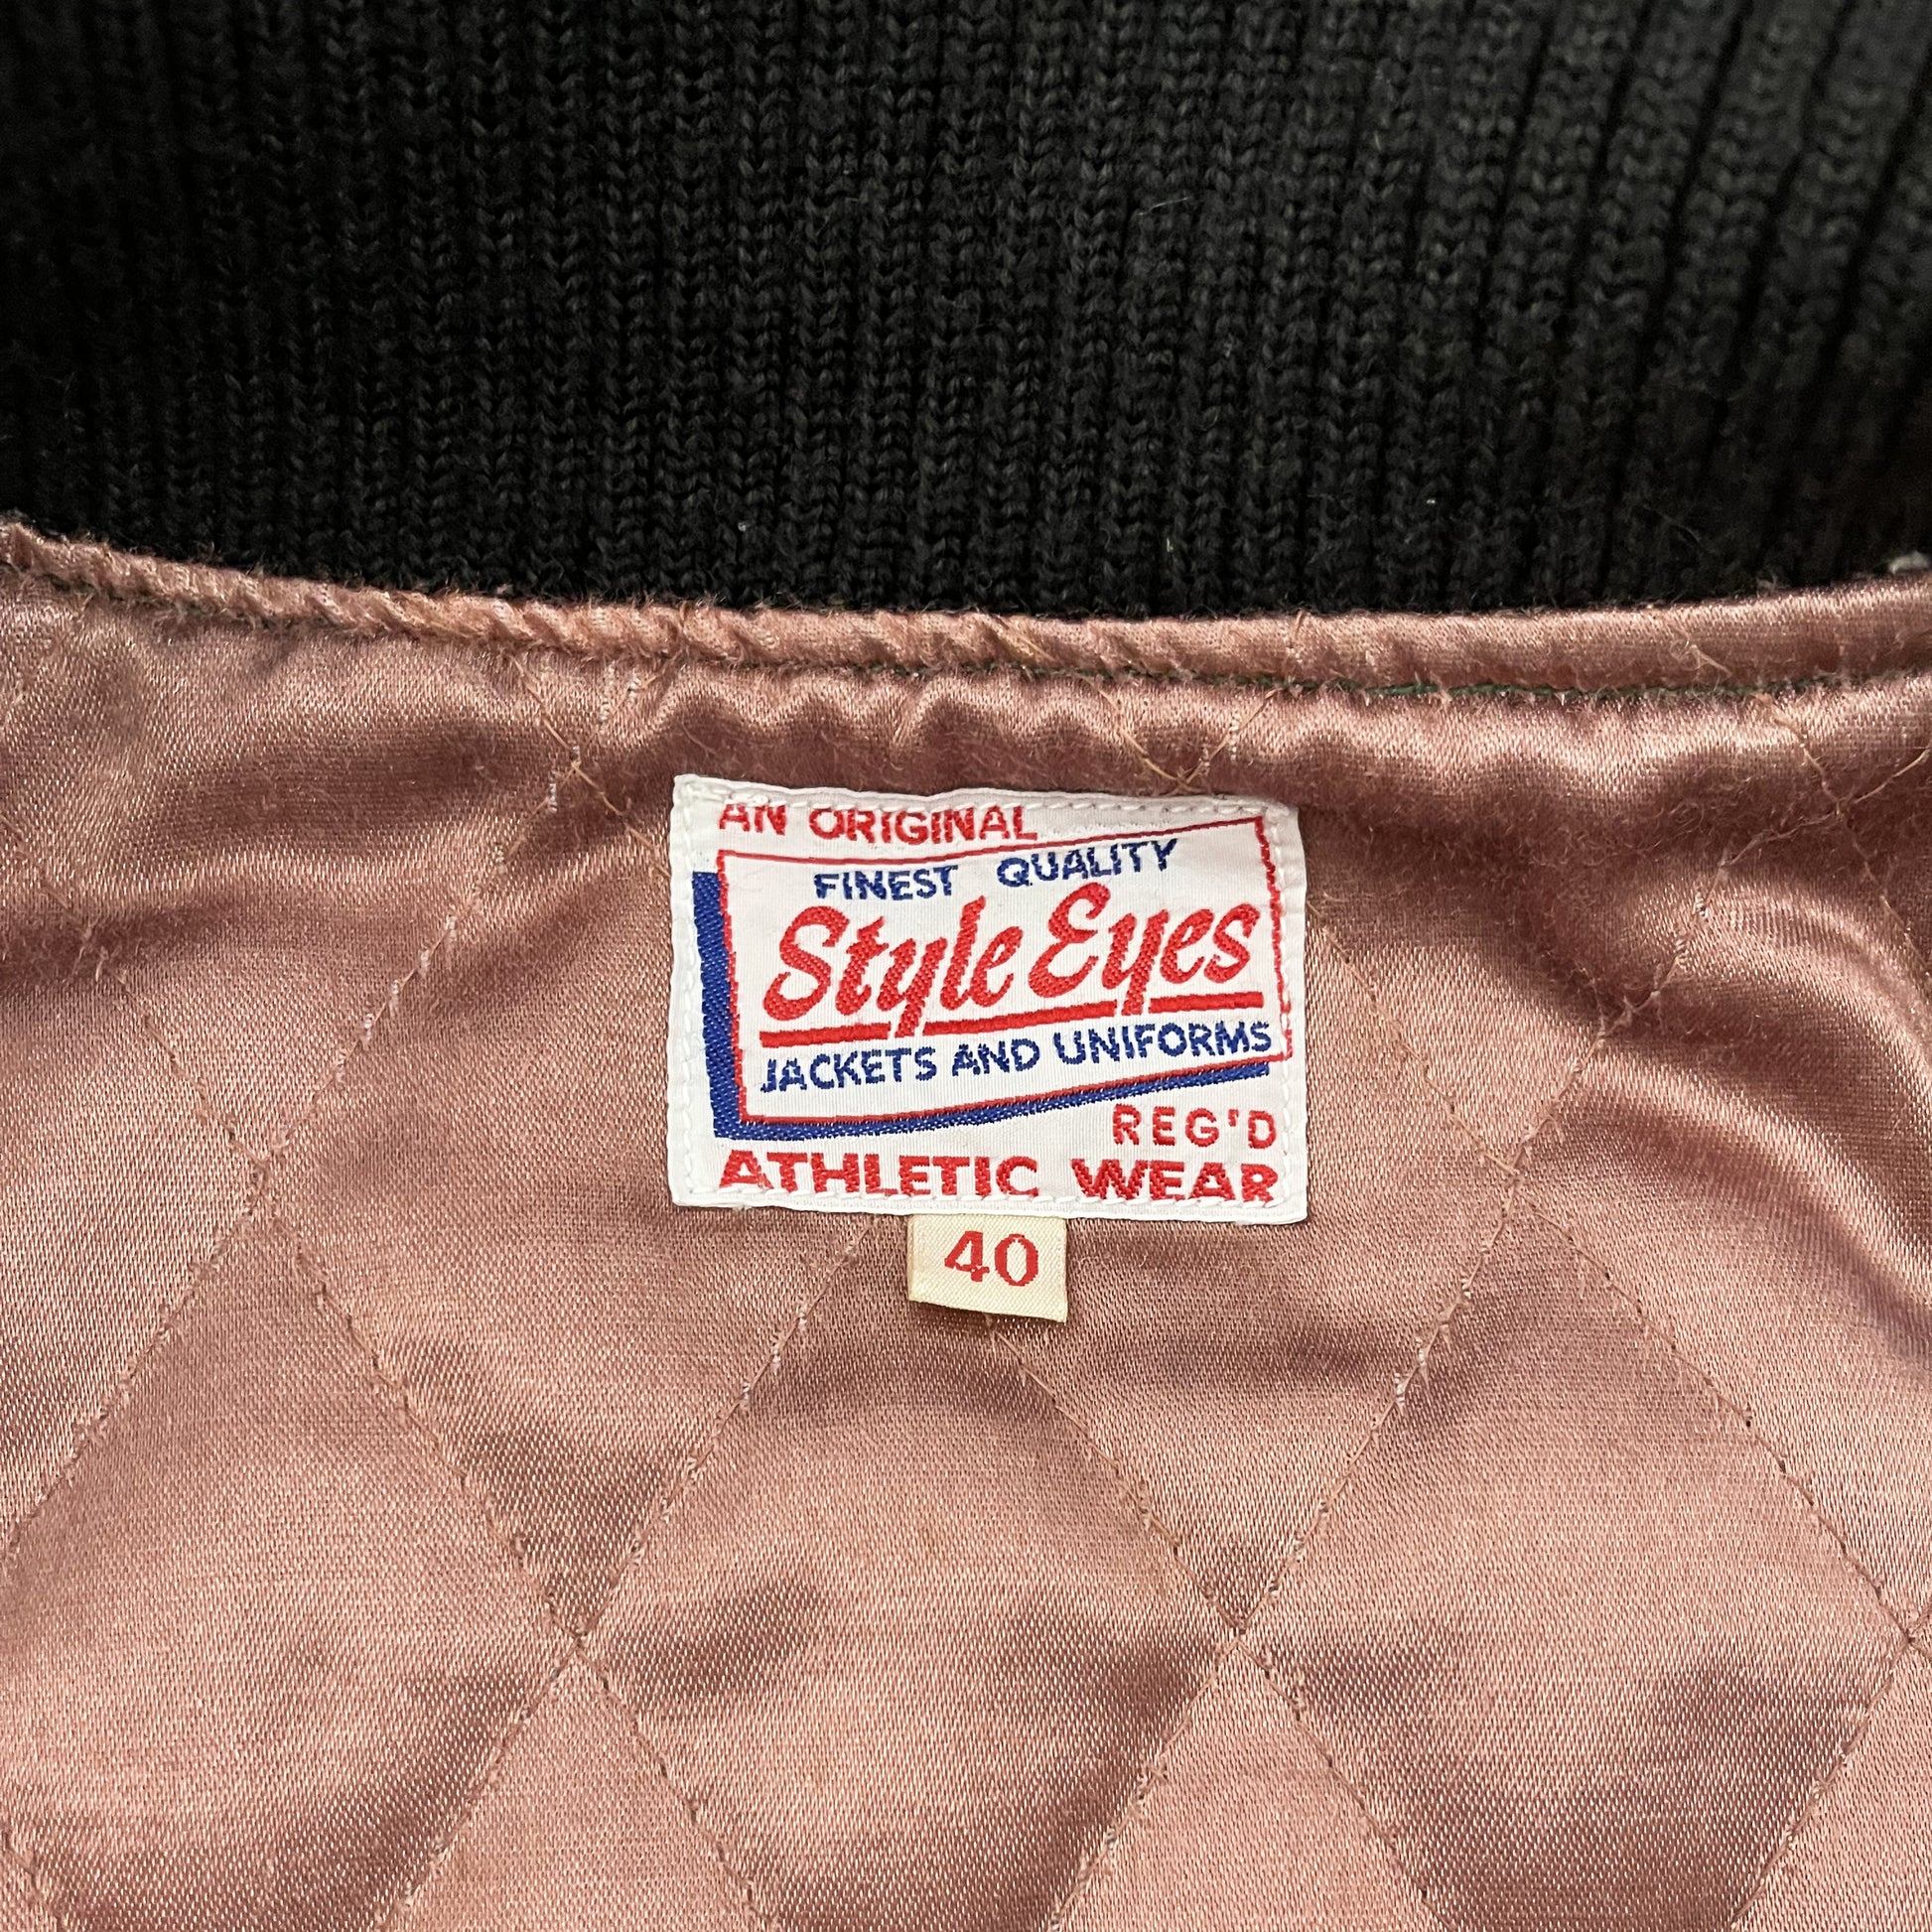 AN ORIGINAL
FINEST QUALITY
Style Eyes
JACKETS AND UNIFORMS
REG'D
ATHLETIC WEAR
40